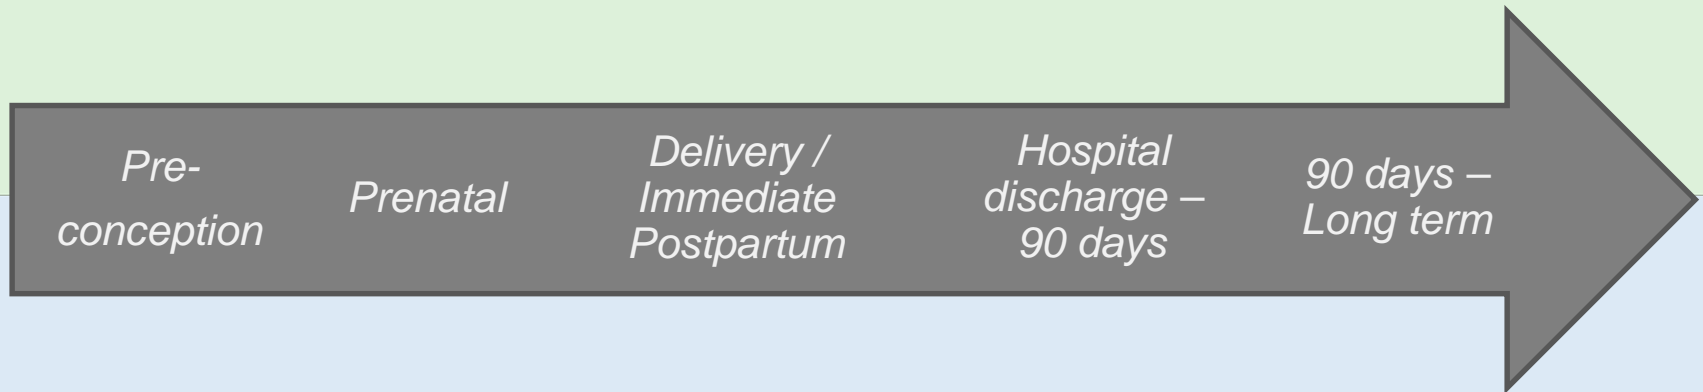 Pre-
conception
Prenatal
Delivery /
Immediate
Postpartum
Hospital
discharge –
90 days
90 days –
Long term